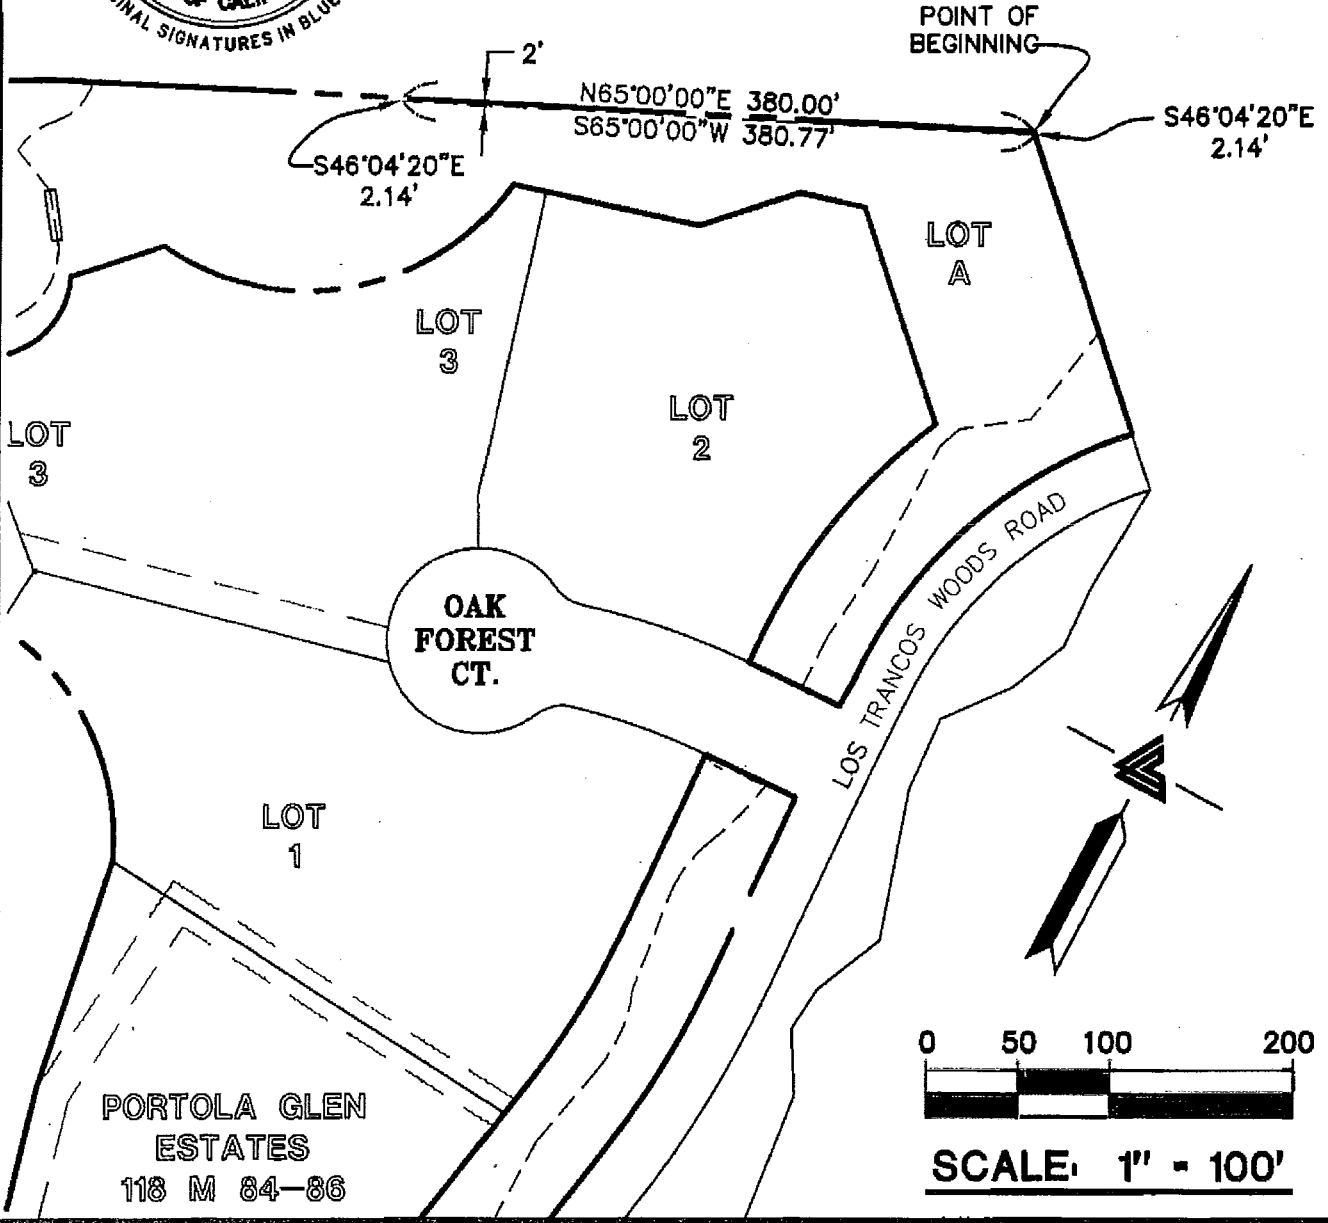 OF CALIF
SIGNATURES IN BLUE
POINT OF
BEGINNING
2'
N65°00'00"E 380.00'
S65°00'00"W 380.77'
S46°04'20"E
2.14'
S46°04'20"E
2.14'
LOT
A
LOT
3
LOT
2
LOT
3
OAK
FOREST
CT.
LOS TRANCOS WOODS ROAD
LOT
1
PORTOLA GLEN
ESTATES
118 M 84-86
0 50 100 200
SCALE: 1" = 100'